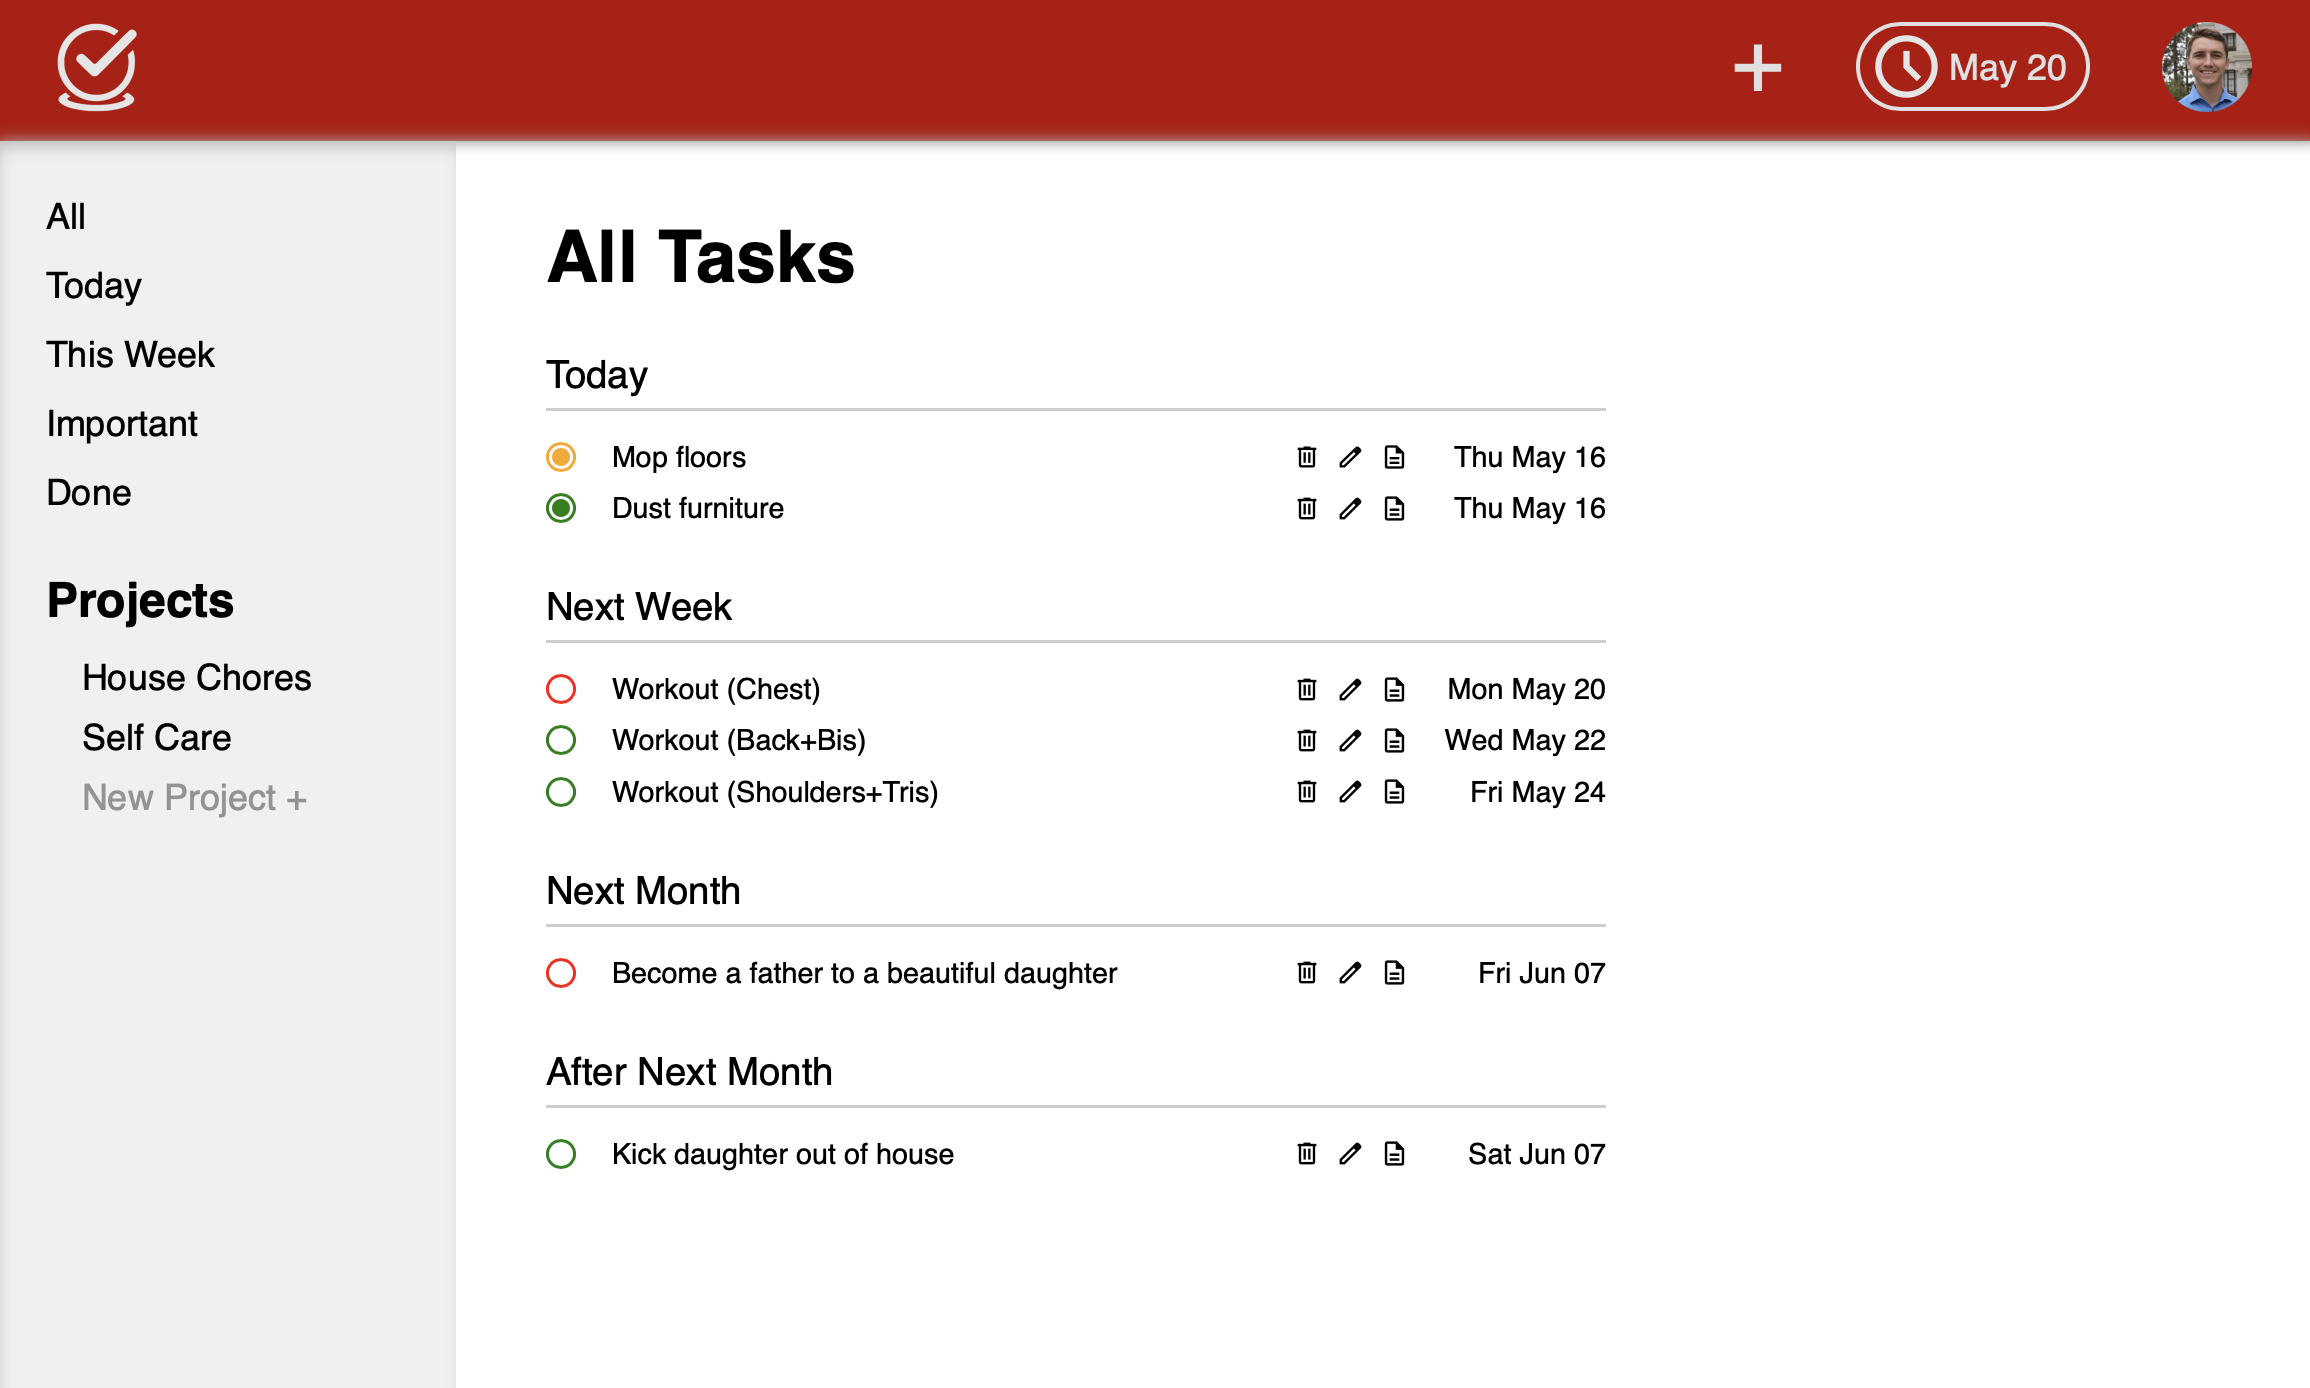 May 20
All
Today
This Week
Important
Done
Projects
House Chores
Self Care
New Project +
All Tasks
Today
Mop floors Thu May 16
Dust furniture Thu May 16
Next Week
Workout (Chest) Mon May 20
Workout (Back+Bis) Wed May 22
Workout (Shoulders+Tris) Fri May 24
Next Month
Become a father to a beautiful daughter Fri Jun 07
After Next Month
Kick daughter out of house Sat Jun 07